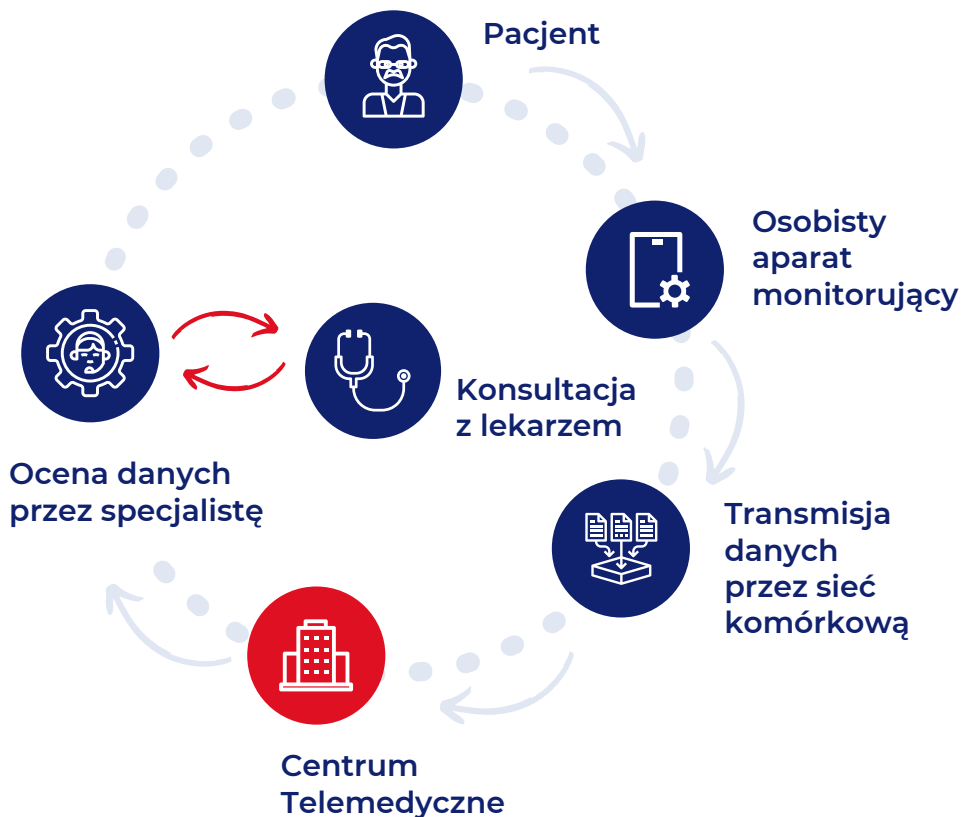 Pacjent
Osobisty
aparat
monitorujący
Konsultacja
z lekarzem
Ocena danych
przez specjalistę
Transmisja
danych
przez sieć
komórkową
Centrum
Telemedyczne